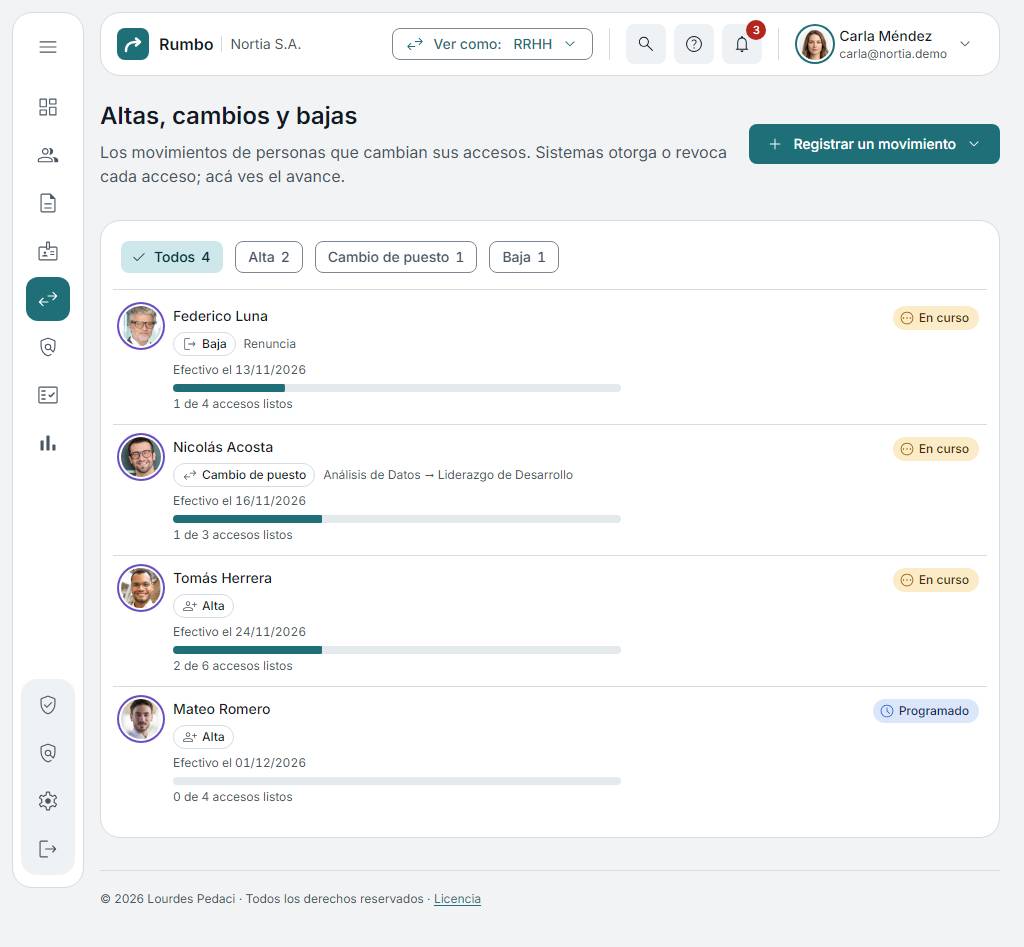 Rumbo
Nortia S.A.
Ver como: RRHH
3
Carla Méndez
carla@nortia.demo
Altas, cambios y bajas
Los movimientos de personas que cambian sus accesos. Sistemas otorga o revoca
cada acceso; acá ves el avance.
Registrar un movimiento
Todos 4
Alta 2
Cambio de puesto 1
Baja 1
Federico Luna
En curso
Baja
Renuncia
Efectivo el 13/11/2026
1 de 4 accesos listos
Nicolás Acosta
En curso
Cambio de puesto
Análisis de Datos → Liderazgo de Desarrollo
Efectivo el 16/11/2026
1 de 3 accesos listos
Tomás Herrera
En curso
Alta
Efectivo el 24/11/2026
2 de 6 accesos listos
Mateo Romero
Programado
Alta
Efectivo el 01/12/2026
0 de 4 accesos listos
© 2026 Lourdes Pedaci · Todos los derechos reservados · Licencia